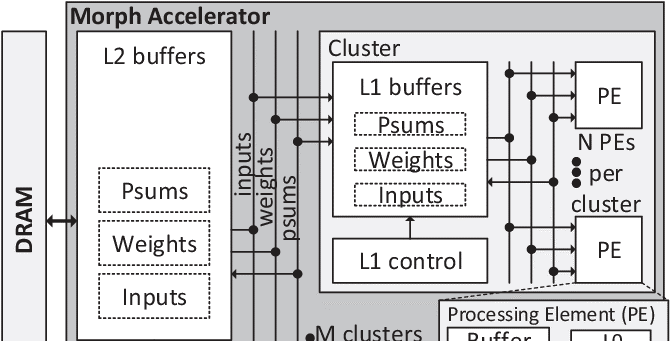 Morph Accelerator
DRAM
L2 buffers
Psums
Weights
Inputs
inputs
weights
psums
Cluster
L1 buffers
Psums
Weights
Inputs
L1 control
PE
N PEs
per
cluster
PE
M clusters
Processing Element (PE)
Buffer
L0